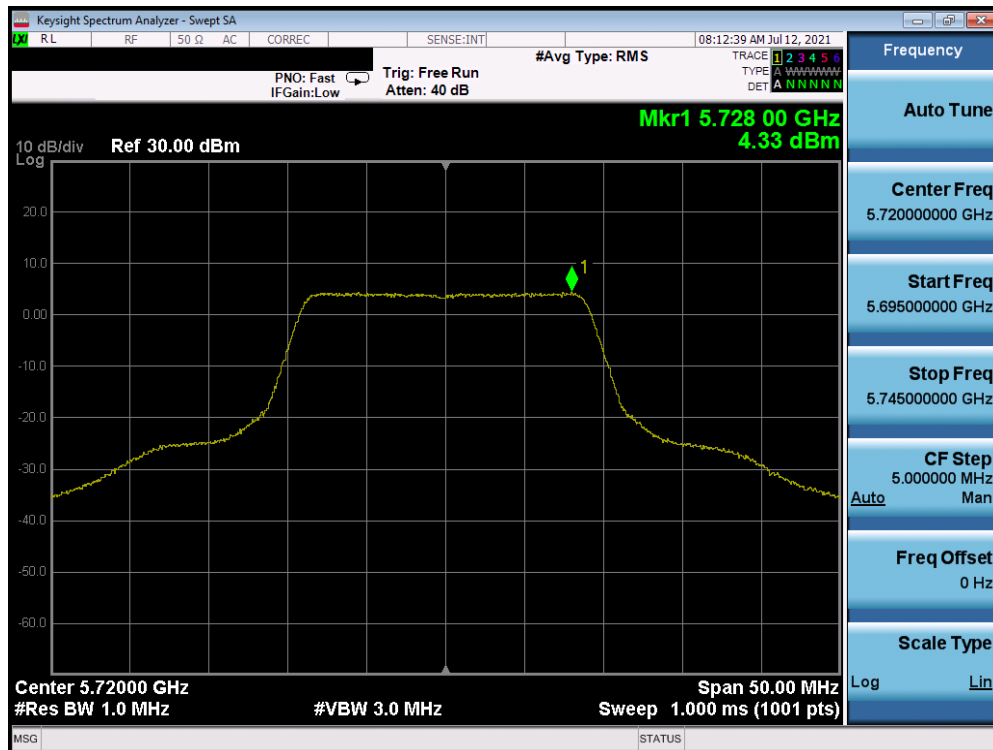 Keysight Spectrum Analyzer - Swept SA
LXI RL RF 50 Ω AC CORREC SENSE:INT 08:12:39 AM Jul 12, 2021
#Avg Type: RMS TRACE 1 2 3 4 5 6
PNO: Fast Trig: Free Run TYPE A WWWWW
IFGain:Low Atten: 40 dB DET A N N N N N
Mkr1 5.728 00 GHz
4.33 dBm
10 dB/div Ref 30.00 dBm
Log
20.0
10.0
1
0.00
-10.0
-20.0
-30.0
-40.0
-50.0
-60.0
Center 5.72000 GHz Span 50.00 MHz
#Res BW 1.0 MHz #VBW 3.0 MHz Sweep 1.000 ms (1001 pts)
MSG STATUS
Frequency
Auto Tune
Center Freq
5.720000000 GHz
Start Freq
5.695000000 GHz
Stop Freq
5.745000000 GHz
CF Step
5.000000 MHz
Auto Man
Freq Offset
0 Hz
Scale Type
Log Lin